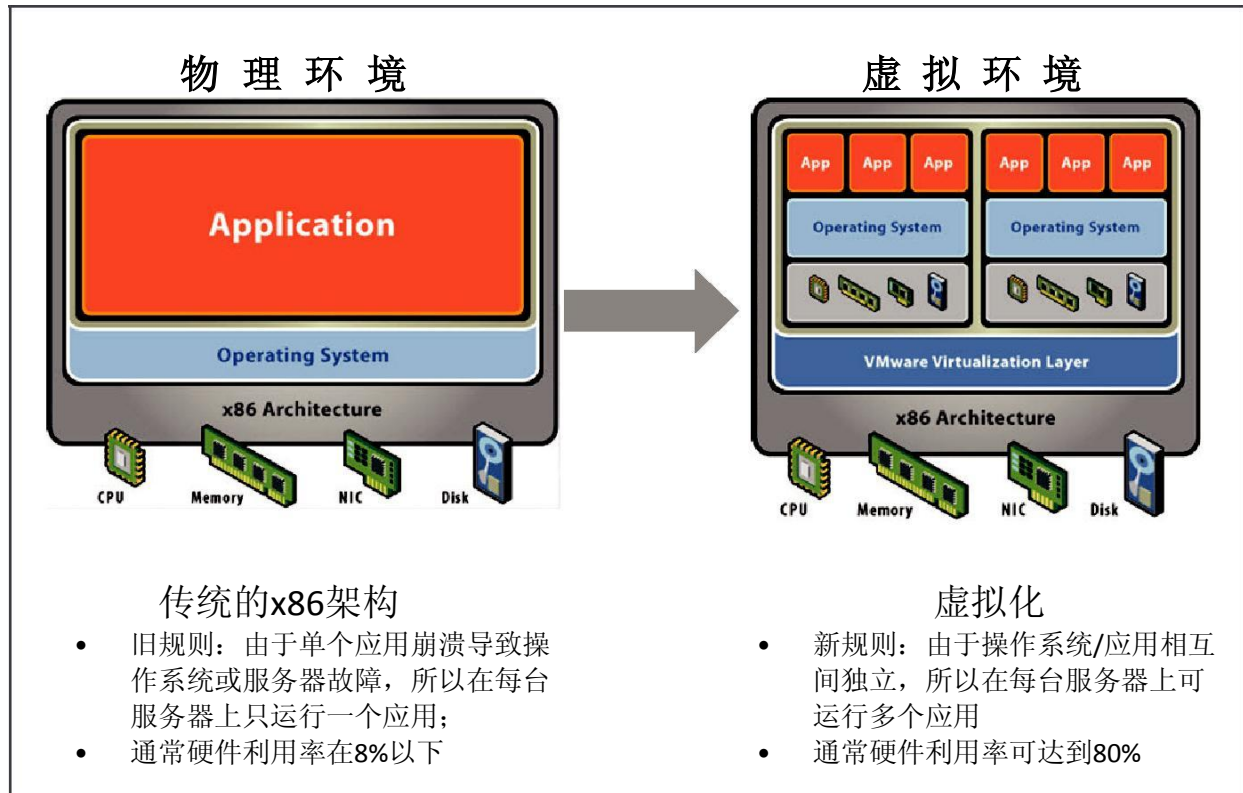 物 理 环 境
Application
Operating System
x86 Architecture
CPU
Memory
NIC
Disk
传统的x86架构
• 旧规则：由于单个应用崩溃导致操
作系统或服务器故障，所以在每台
服务器上只运行一个应用；
• 通常硬件利用率在8%以下
虚 拟 环 境
App App App App App App
Operating System Operating System
VMware Virtualization Layer
x86 Architecture
CPU
Memory
NIC
Disk
虚拟化
• 新规则：由于操作系统/应用相互
间独立，所以在每台服务器上可
运行多个应用
• 通常硬件利用率可达到80%